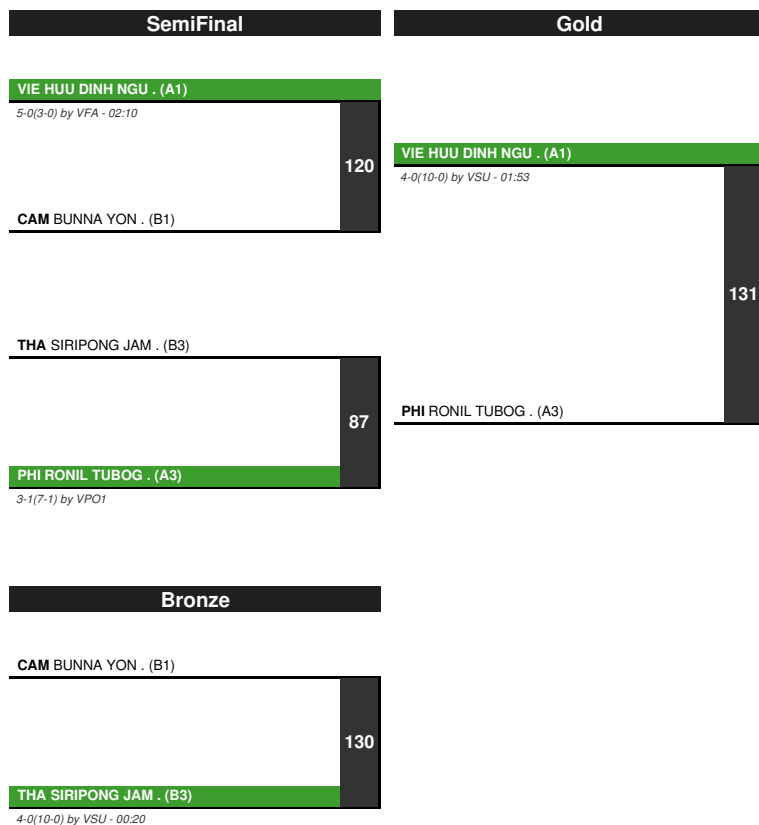 SemiFinal
VIE HUU DINH NGU . (A1)
5-0(3-0) by VFA - 02:10
120
CAM BUNNA YON . (B1)
THA SIRIPONG JAM . (B3)
87
PHI RONIL TUBOG . (A3)
3-1(7-1) by VPO1
Gold
VIE HUU DINH NGU . (A1)
4-0(10-0) by VSU - 01:53
131
PHI RONIL TUBOG . (A3)
Bronze
CAM BUNNA YON . (B1)
130
THA SIRIPONG JAM . (B3)
4-0(10-0) by VSU - 00:20